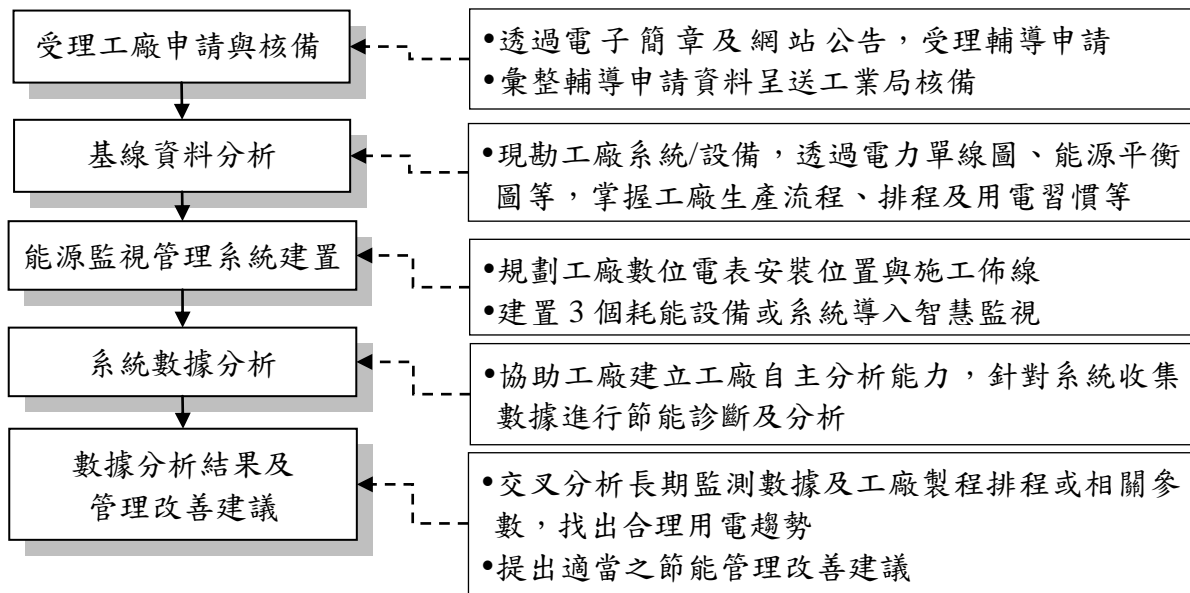 受理工廠申請與核備
•透過電子簡章及網站公告，受理輔導申請
•彙整輔導申請資料呈送工業局核備
基線資料分析
•現勘工廠系統/設備，透過電力單線圖、能源平衡
圖等，掌握工廠生產流程、排程及用電習慣等
能源監視管理系統建置
•規劃工廠數位電表安裝位置與施工佈線
•建置 3 個耗能設備或系統導入智慧監視
系統數據分析
•協助工廠建立工廠自主分析能力，針對系統收集
數據進行節能診斷及分析
數據分析結果及
管理改善建議
•交叉分析長期監測數據及工廠製程排程或相關參
數，找出合理用電趨勢
•提出適當之節能管理改善建議